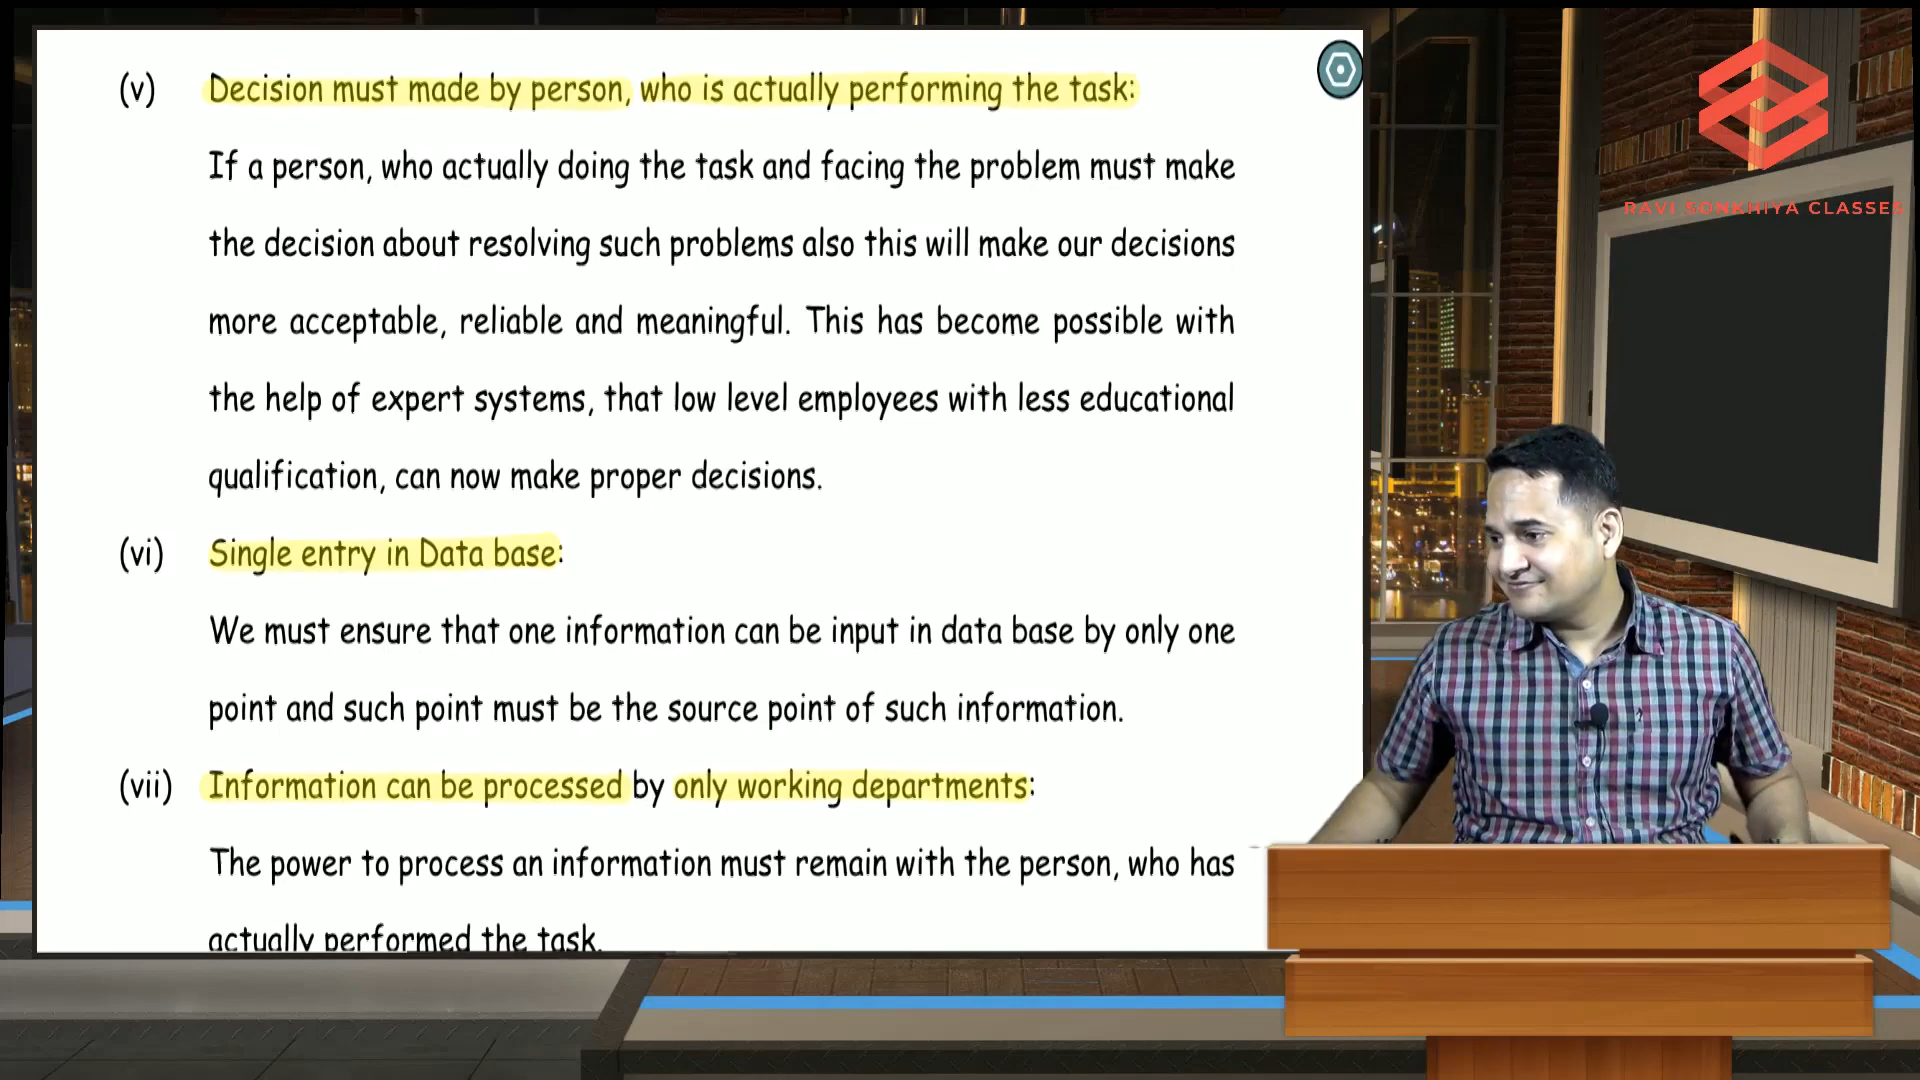 (v) Decision must made by person, who is actually performing the task:
If a person, who actually doing the task and facing the problem must make
the decision about resolving such problems also this will make our decisions
more acceptable, reliable and meaningful. This has become possible with
the help of expert systems, that low level employees with less educational
qualification, can now make proper decisions.
(vi) Single entry in Data base:
We must ensure that one information can be input in data base by only one
point and such point must be the source point of such information.
(vii) Information can be processed by only working departments:
The power to process an information must remain with the person, who has
actually performed the task.
RAVI SONKHIYA CLASSES